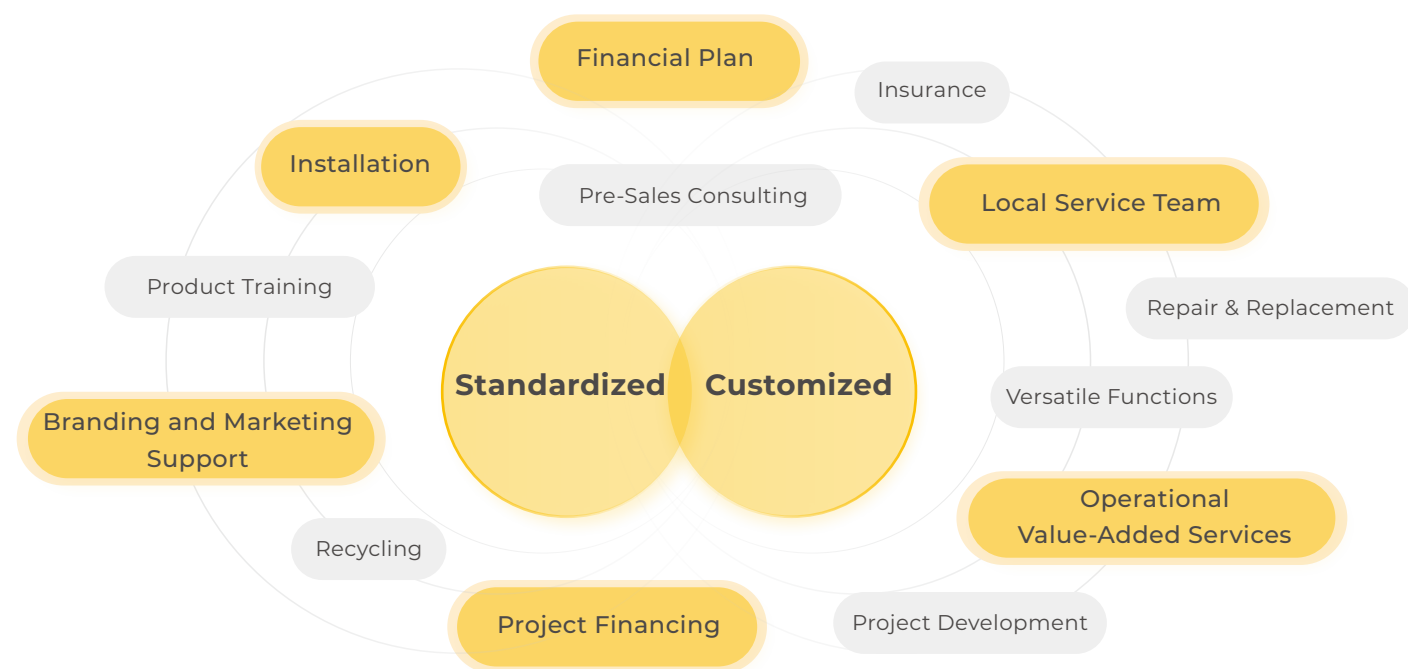 Financial Plan
Insurance
Installation
Pre-Sales Consulting
Local Service Team
Product Training
Repair & Replacement
Standardized
Customized
Versatile Functions
Branding and Marketing
Support
Operational
Value-Added Services
Recycling
Project Financing
Project Development